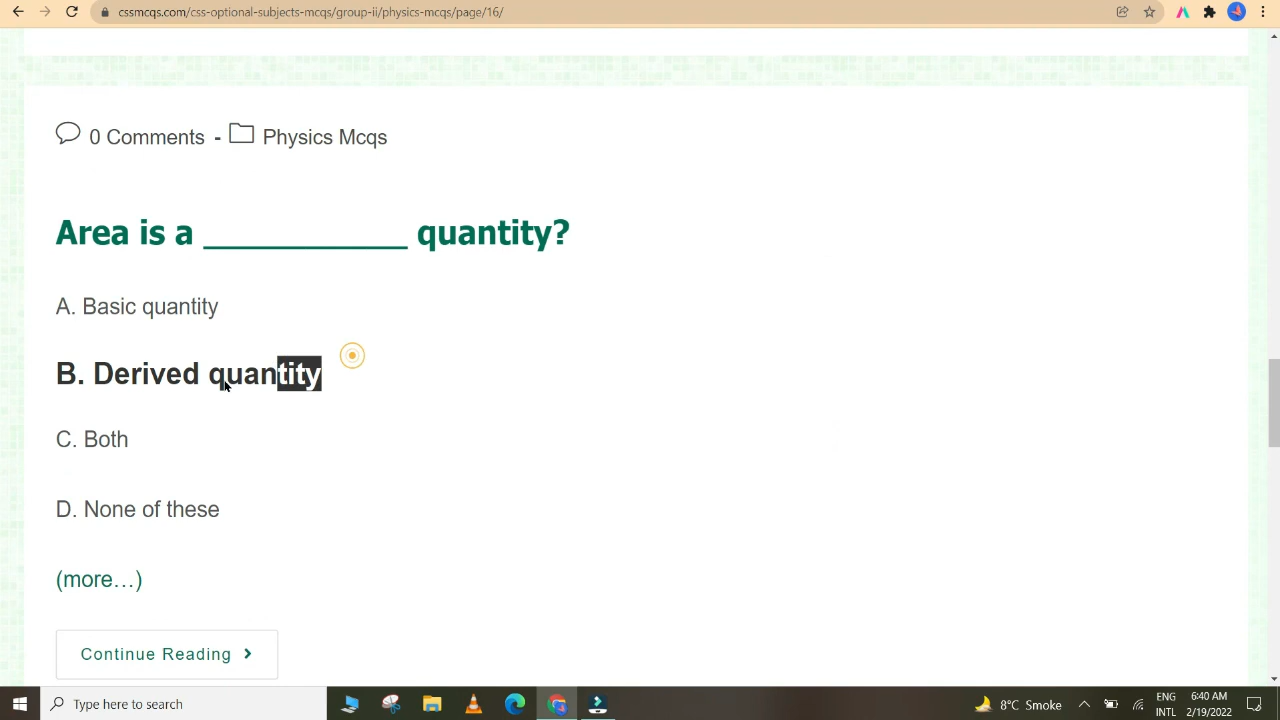 cssmcqs.com/css-optional-subjects-mcqs/group-ii/physics-mcqs/page/16/
0 Comments - Physics Mcqs
Area is a ____________ quantity?
A. Basic quantity
B. Derived quantity
C. Both
D. None of these
(more…)
Continue Reading
Type here to search
8°C Smoke
ENG
INTL
6:40 AM
2/19/2022